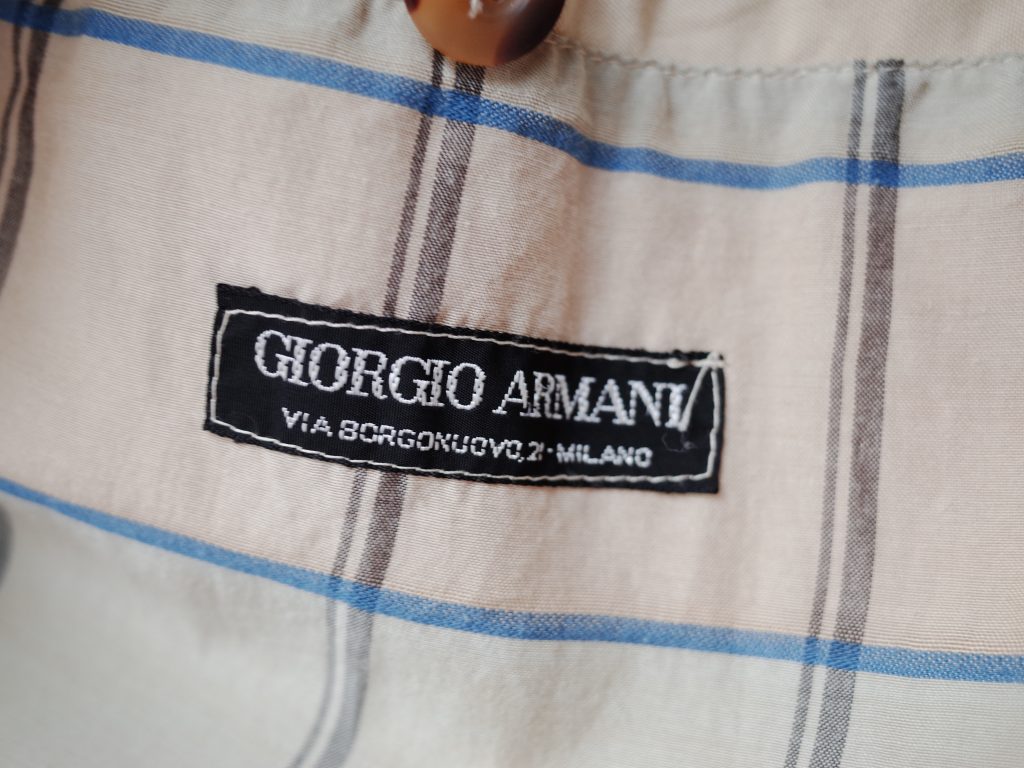 GIORGIO ARMANI
VIA BORGONUOVO, 21 - MILANO